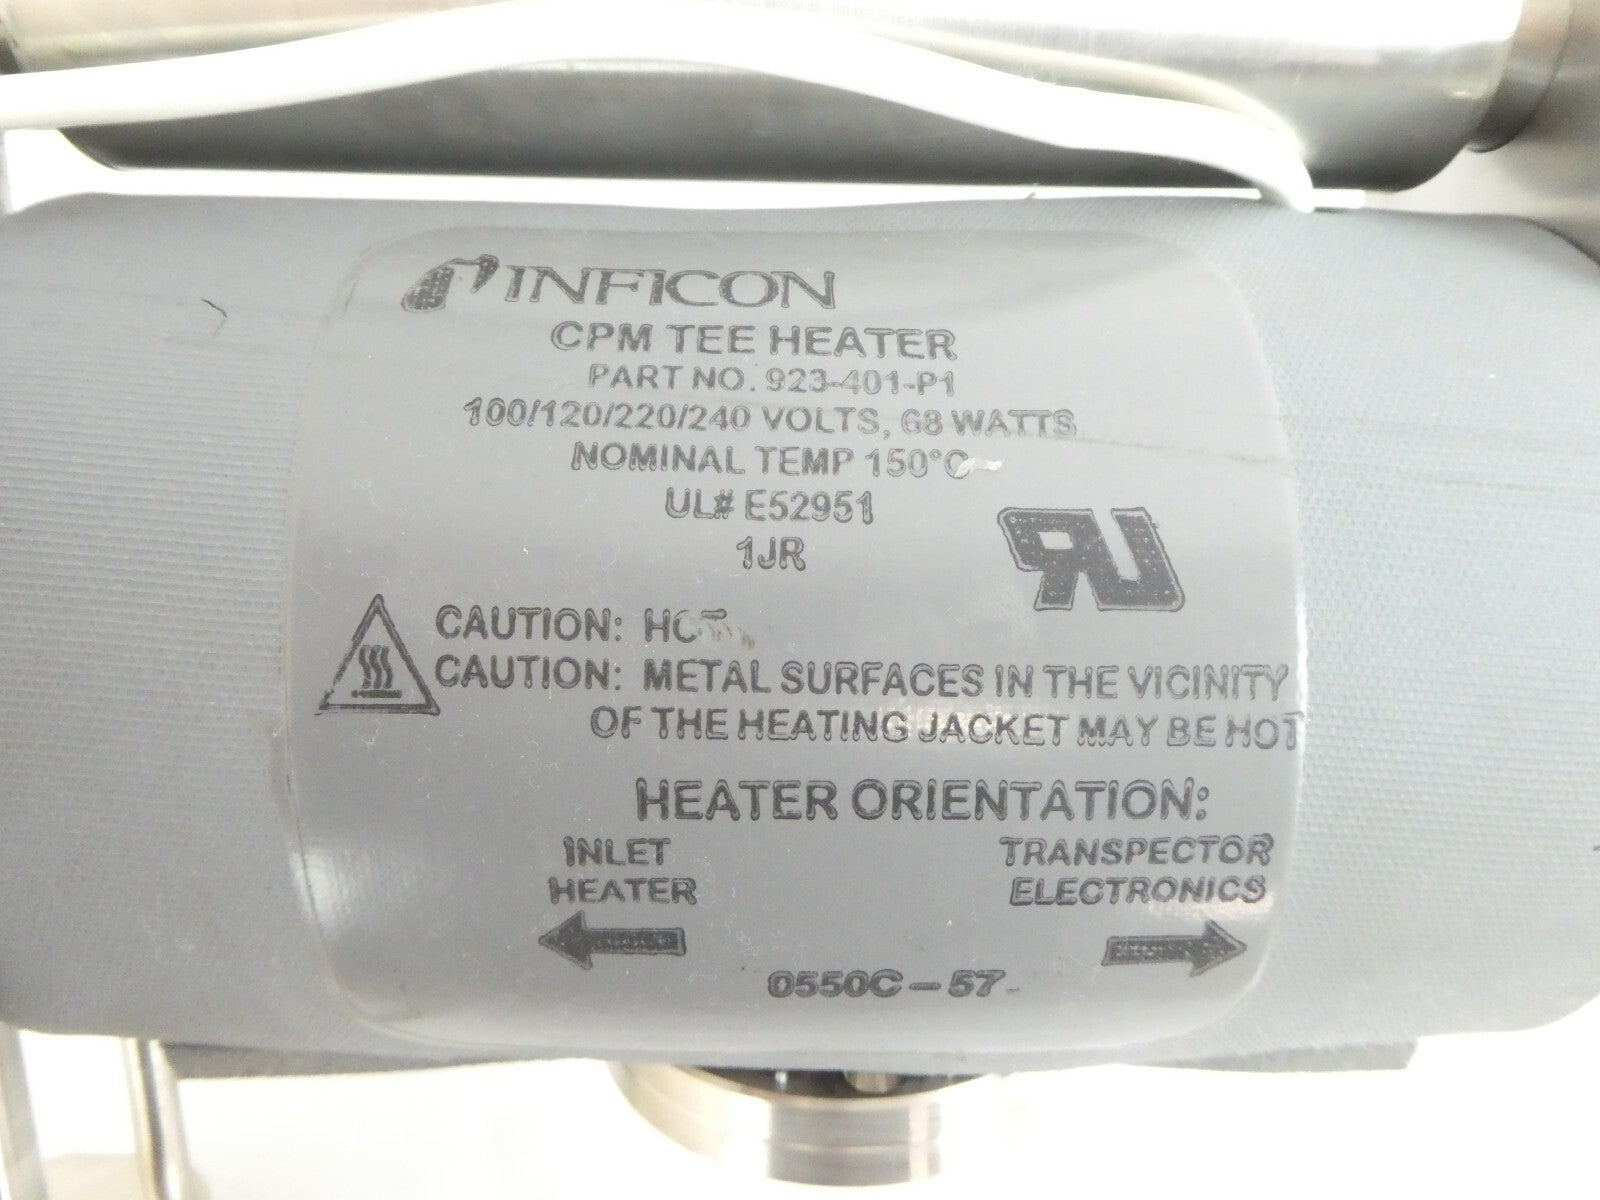 INFICON
CPM TEE HEATER
PART NO. 923-401-P1
100/120/220/240 VOLTS, 68 WATTS
NOMINAL TEMP 150°C
UL# E52951
1JR
CAUTION: HOT
CAUTION: METAL SURFACES IN THE VICINITY
OF THE HEATING JACKET MAY BE HOT
HEATER ORIENTATION:
INLET HEATER
TRANSPECTOR ELECTRONICS
0550C-57